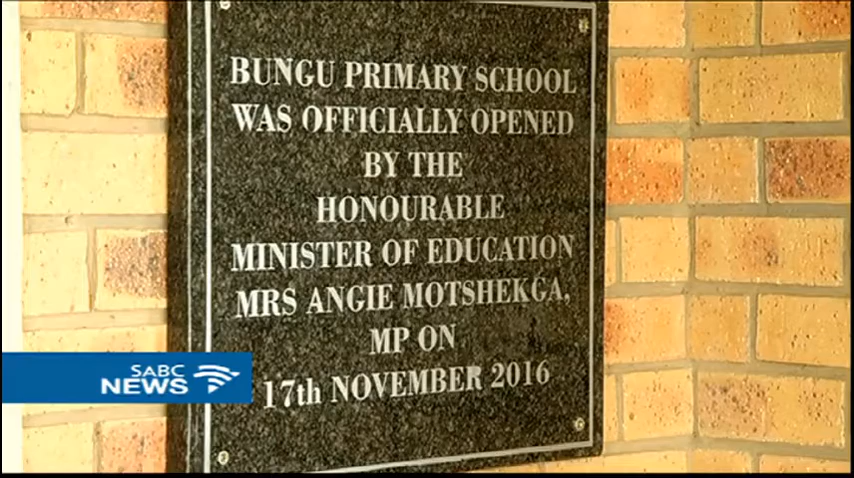 BUNGU PRIMARY SCHOOL
WAS OFFICIALLY OPENED
BY THE
HONOURABLE
MINISTER OF EDUCATION
MRS ANGIE MOTSHEKGA,
MP ON
17th NOVEMBER 2016
SABC
NEWS